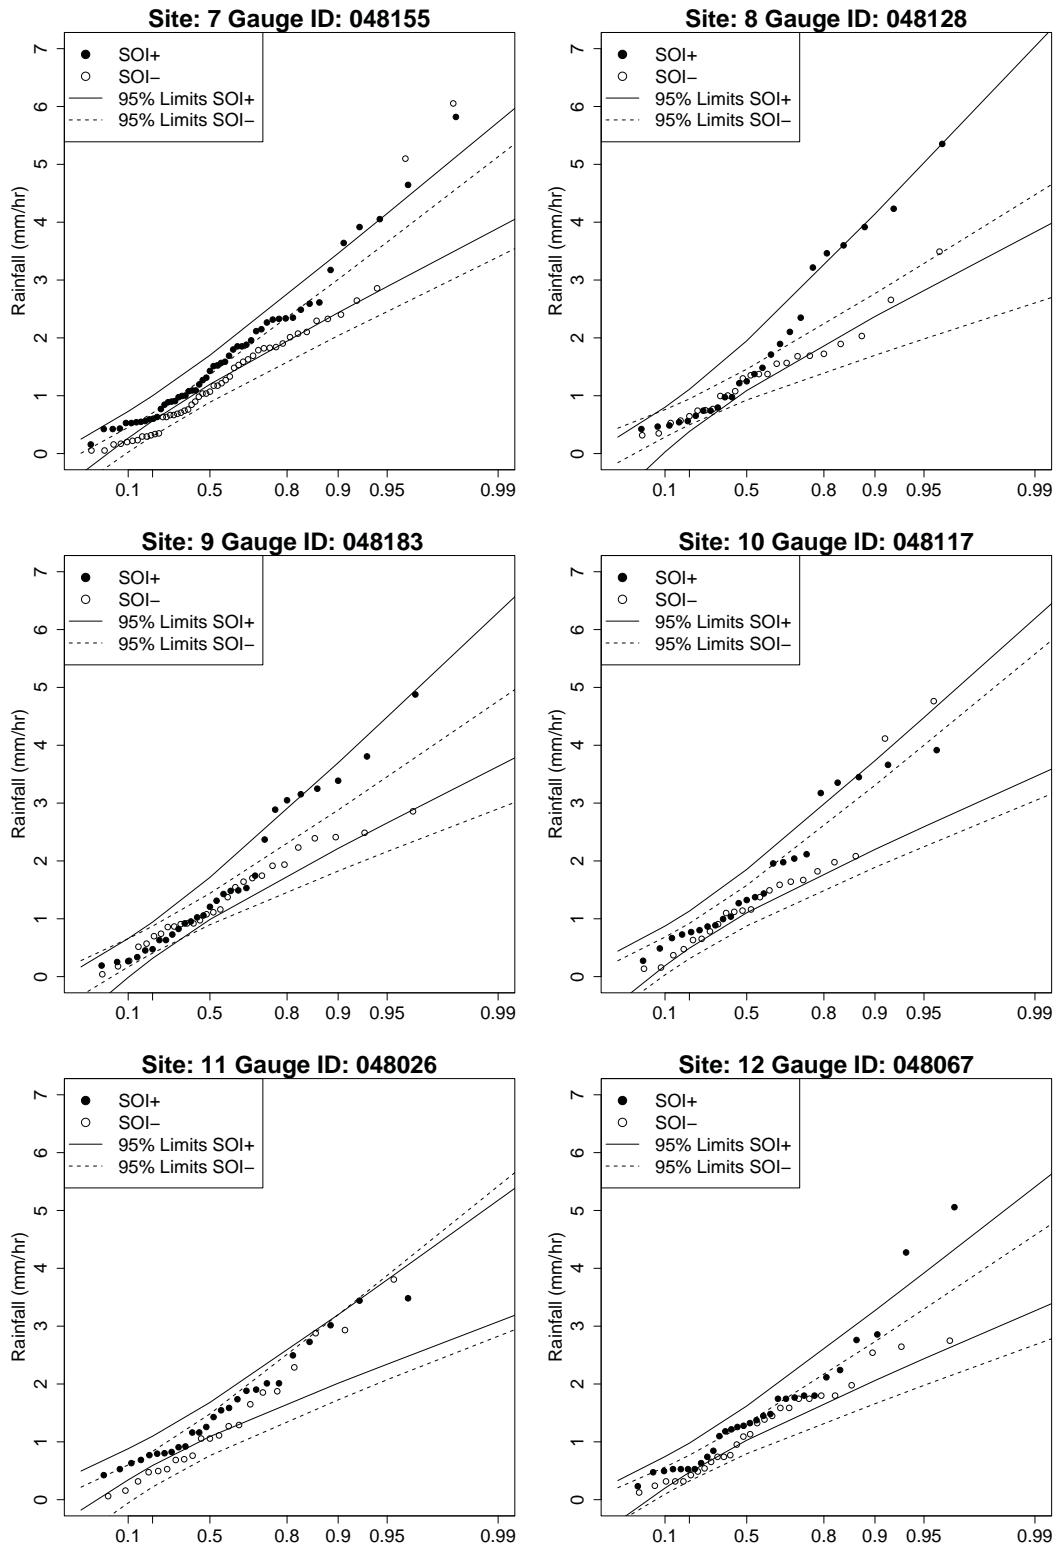 Site: 7 Gauge ID: 048155
SOI+
SOI−
95% Limits SOI+
95% Limits SOI−
Rainfall (mm/hr)
7
6
5
4
3
2
1
0
0.1 0.5 0.8 0.9 0.95 0.99
Site: 8 Gauge ID: 048128
SOI+
SOI−
95% Limits SOI+
95% Limits SOI−
Rainfall (mm/hr)
7
6
5
4
3
2
1
0
0.1 0.5 0.8 0.9 0.95 0.99
Site: 9 Gauge ID: 048183
SOI+
SOI−
95% Limits SOI+
95% Limits SOI−
Rainfall (mm/hr)
7
6
5
4
3
2
1
0
0.1 0.5 0.8 0.9 0.95 0.99
Site: 10 Gauge ID: 048117
SOI+
SOI−
95% Limits SOI+
95% Limits SOI−
Rainfall (mm/hr)
7
6
5
4
3
2
1
0
0.1 0.5 0.8 0.9 0.95 0.99
Site: 11 Gauge ID: 048026
SOI+
SOI−
95% Limits SOI+
95% Limits SOI−
Rainfall (mm/hr)
7
6
5
4
3
2
1
0
0.1 0.5 0.8 0.9 0.95 0.99
Site: 12 Gauge ID: 048067
SOI+
SOI−
95% Limits SOI+
95% Limits SOI−
Rainfall (mm/hr)
7
6
5
4
3
2
1
0
0.1 0.5 0.8 0.9 0.95 0.99